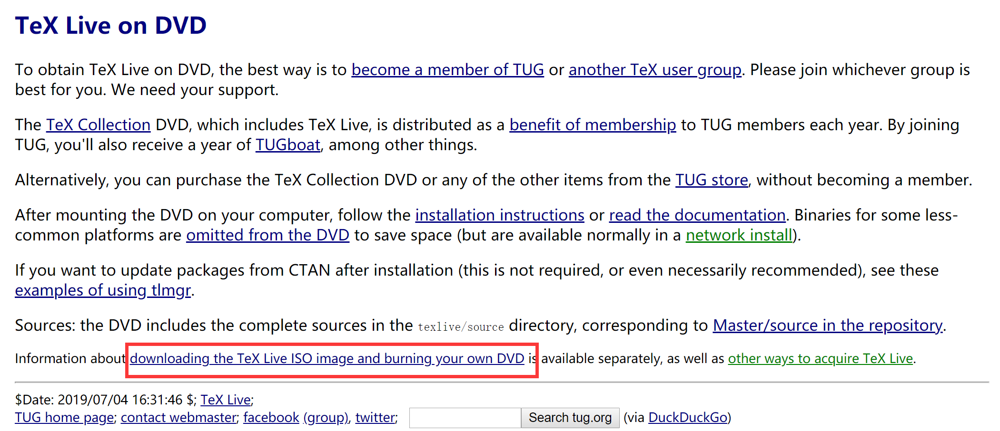 TeX Live on DVD
To obtain TeX Live on DVD, the best way is to become a member of TUG or another TeX user group. Please join whichever group is
best for you. We need your support.
The TeX Collection DVD, which includes TeX Live, is distributed as a benefit of membership to TUG members each year. By joining
TUG, you'll also receive a year of TUGboat, among other things.
Alternatively, you can purchase the TeX Collection DVD or any of the other items from the TUG store, without becoming a member.
After mounting the DVD on your computer, follow the installation instructions or read the documentation. Binaries for some less-
common platforms are omitted from the DVD to save space (but are available normally in a network install).
If you want to update packages from CTAN after installation (this is not required, or even necessarily recommended), see these
examples of using tlmgr.
Sources: the DVD includes the complete sources in the texlive/source directory, corresponding to Master/source in the repository.
Information about downloading the TeX Live ISO image and burning your own DVD is available separately, as well as other ways to acquire TeX Live.
$Date: 2019/07/04 16:31:46 $; TeX Live;
TUG home page; contact webmaster; facebook (group), twitter; Search tug.org (via DuckDuckGo)